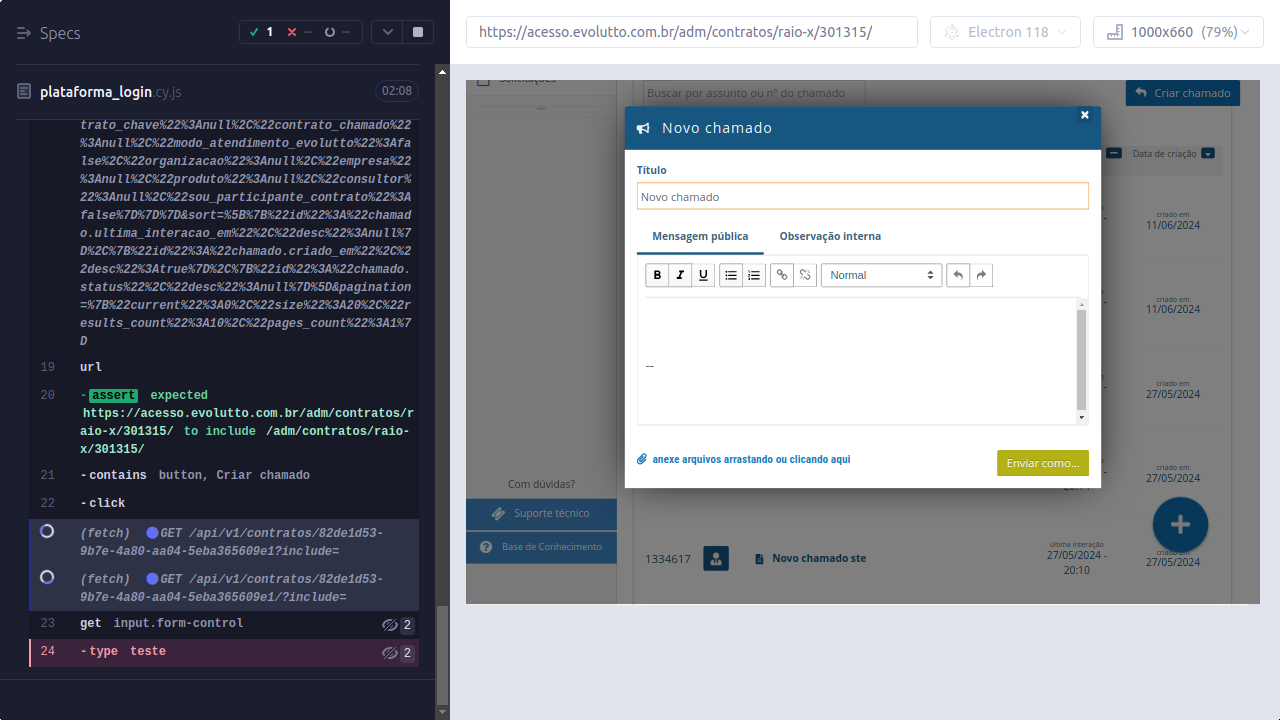 Specs
1
--
--
plataforma_login.cy.js
02:08
trato_chave%22%3Anull%2C%22contrato_chamado%22
%3Anull%2C%22modo_atendimento_evolutto%22%3Afa
lse%2C%22organizacao%22%3Anull%2C%22empresa%22
%3Anull%2C%22produto%22%3Anull%2C%22consultor%
22%3Anull%2C%22sou_participante_contrato%22%3A
false%7D%7D%7D&sort=%5B%7B%22id%22%3A%22chamad
o.ultima_interacao_em%22%2C%22desc%22%3Anull%7
D%2C%7B%22id%22%3A%22chamado.criado_em%22%2C%2
2desc%22%3Atrue%7D%2C%7B%22id%22%3A%22chamado.
status%22%2C%22desc%22%3Anull%7D%5D&pagination
=%7B%22current%22%3A0%2C%22size%22%3A20%2C%22r
esults_count%22%3A10%2C%22pages_count%22%3A1%7
D
19 url
20 -assert expected
https://acesso.evolutto.com.br/adm/contratos/r
aio-x/301315/ to include /adm/contratos/raio-
x/301315/
21 -contains button, Criar chamado
22 -click
(fetch) GET /api/v1/contratos/82de1d53-
9b7e-4a80-aa04-5eba365609e1?include=
(fetch) GET /api/v1/contratos/82de1d53-
9b7e-4a80-aa04-5eba365609e1/?include=
23 get input.form-control 2
24 -type teste 2
https://acesso.evolutto.com.br/adm/contratos/raio-x/301315/
Electron 118
1000x660 (79%)
Solicitações
Buscar por assunto ou nº do chamado
Criar chamado
Data de criação
Novo chamado
Título
Novo chamado
Mensagem pública
Observação interna
B I U
Normal
--
anexe arquivos arrastando ou clicando aqui
Enviar como...
criado em
11/06/2024
criado em
11/06/2024
criado em
27/05/2024
criado em
27/05/2024
Com dúvidas?
Suporte técnico
Base de Conhecimento
1334617
Novo chamado ste
última interação
27/05/2024 -
20:10
criado em
27/05/2024